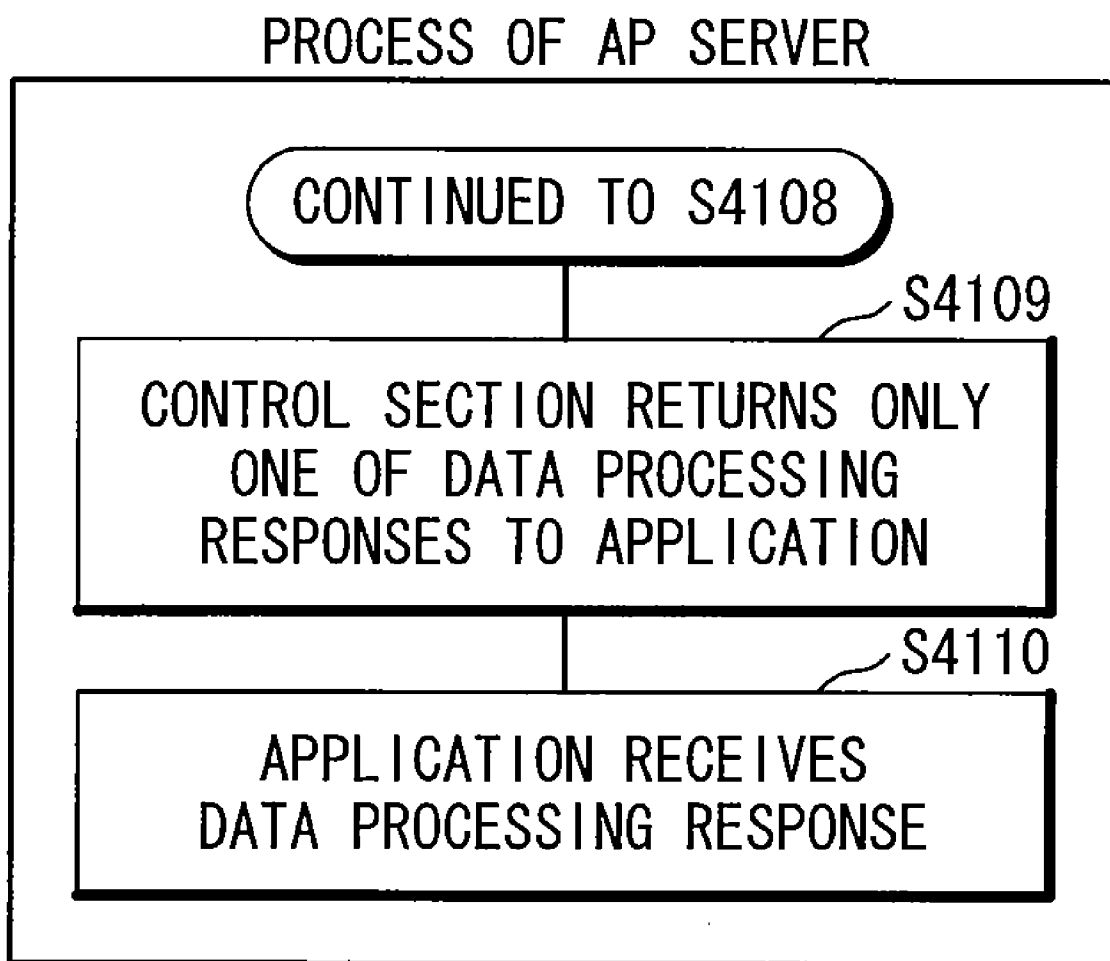 PROCESS OF AP SERVER
CONTINUED TO S4108
S4109
CONTROL SECTION RETURNS ONLY
ONE OF DATA PROCESSING
RESPONSES TO APPLICATION
S4110
APPLICATION RECEIVES
DATA PROCESSING RESPONSE